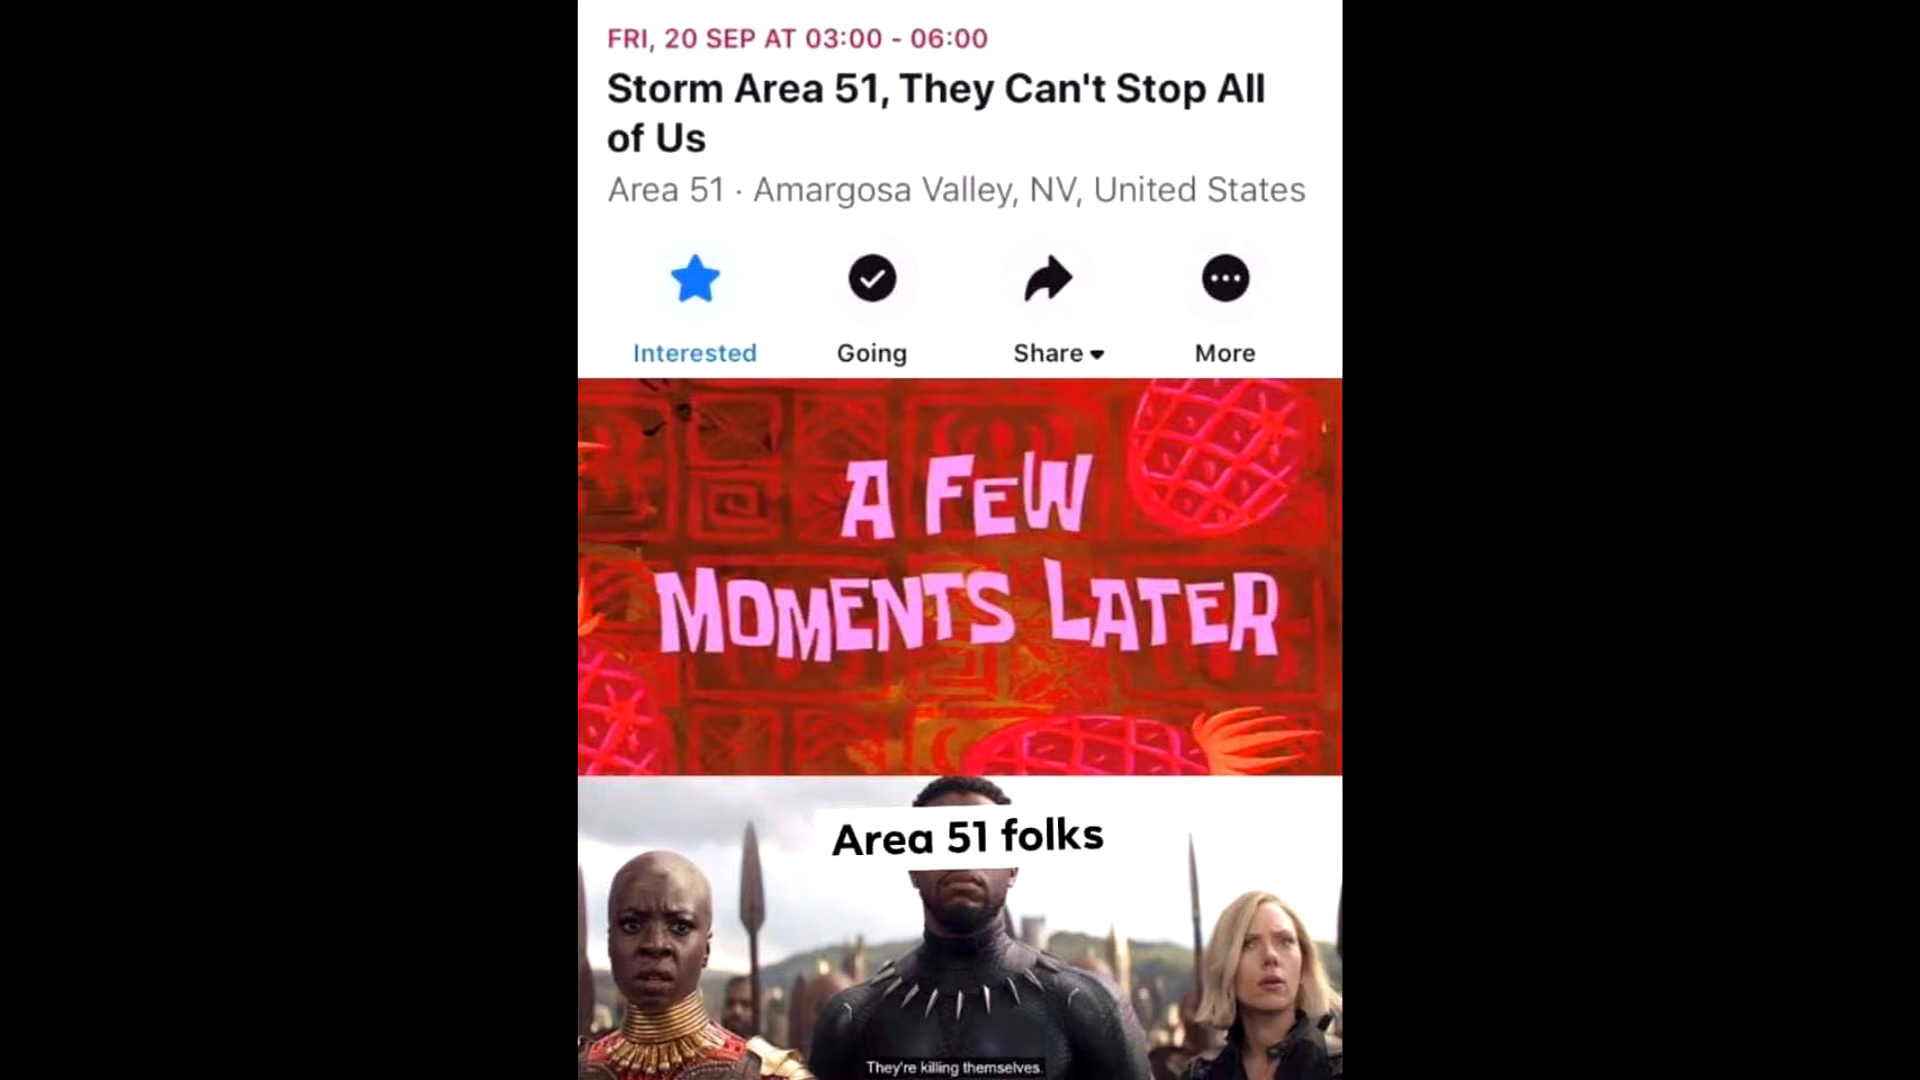 FRI, 20 SEP AT 03:00 - 06:00
Storm Area 51, They Can't Stop All
of Us
Area 51 · Amargosa Valley, NV, United States
Interested
Going
Share
More
A FEW
MOMENTS LATER
Area 51 folks
They're killing themselves.